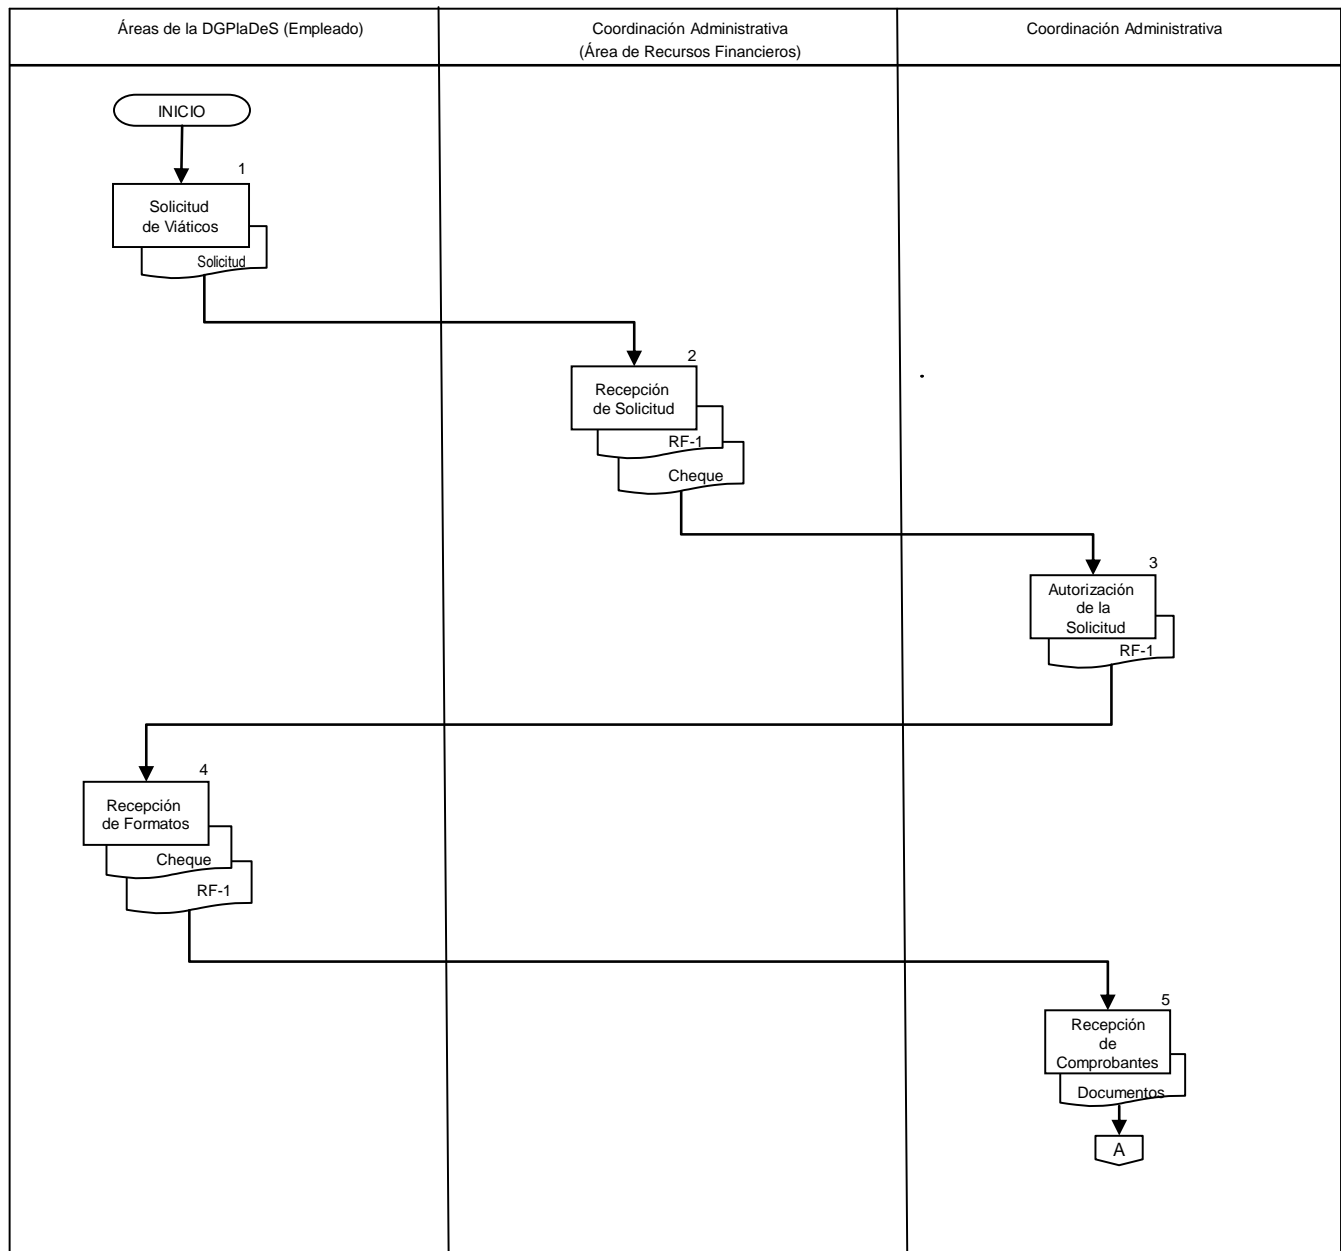 Áreas de la DGPlaDeS (Empleado)
Coordinación Administrativa
(Área de Recursos Financieros)
Coordinación Administrativa
INICIO
1
Solicitud
de Viáticos
Solicitud
2
Recepción
de Solicitud
RF-1
Cheque
3
Autorización
de la
Solicitud
RF-1
4
Recepción
de Formatos
Cheque
RF-1
5
Recepción
de
Comprobantes
Documentos
A